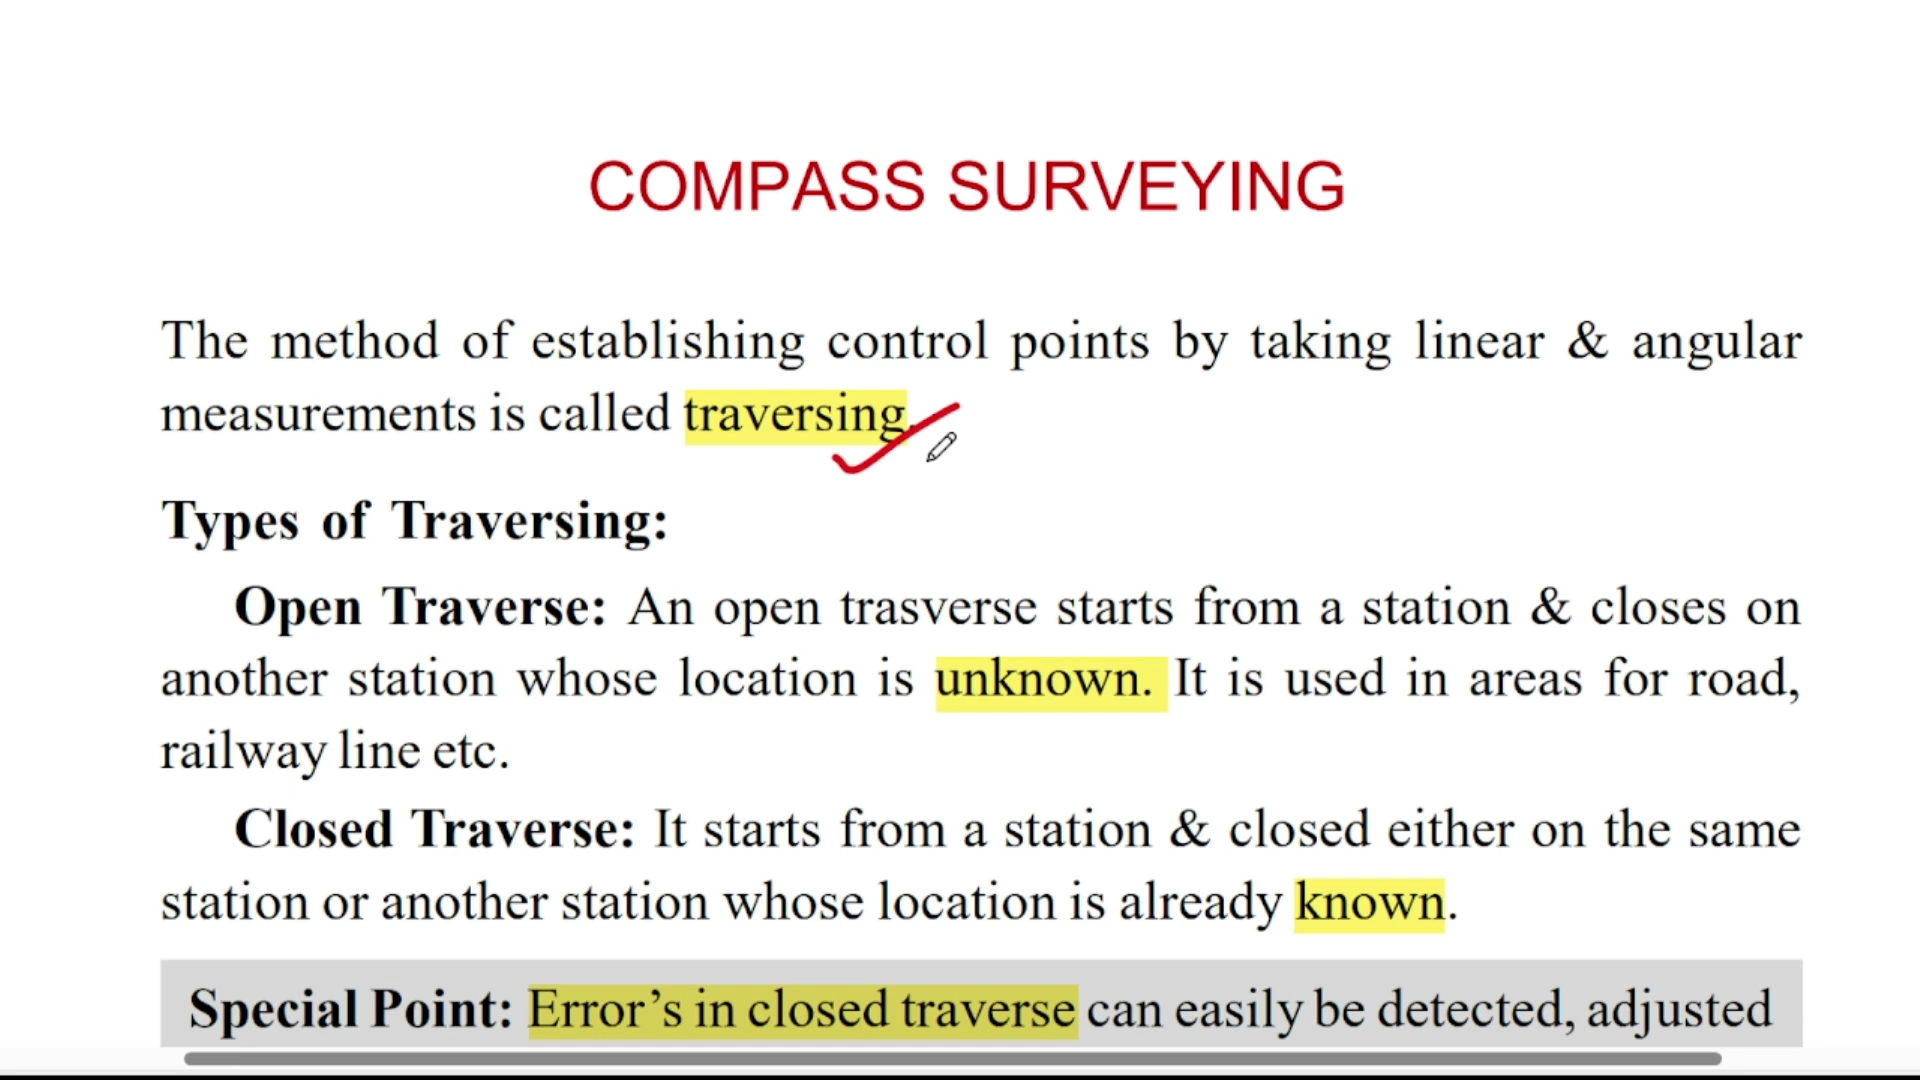 COMPASS SURVEYING
The method of establishing control points by taking linear & angular
measurements is called traversing.
Types of Traversing:
Open Traverse: An open trasverse starts from a station & closes on
another station whose location is unknown. It is used in areas for road,
railway line etc.
Closed Traverse: It starts from a station & closed either on the same
station or another station whose location is already known.
Special Point: Error’s in closed traverse can easily be detected, adjusted